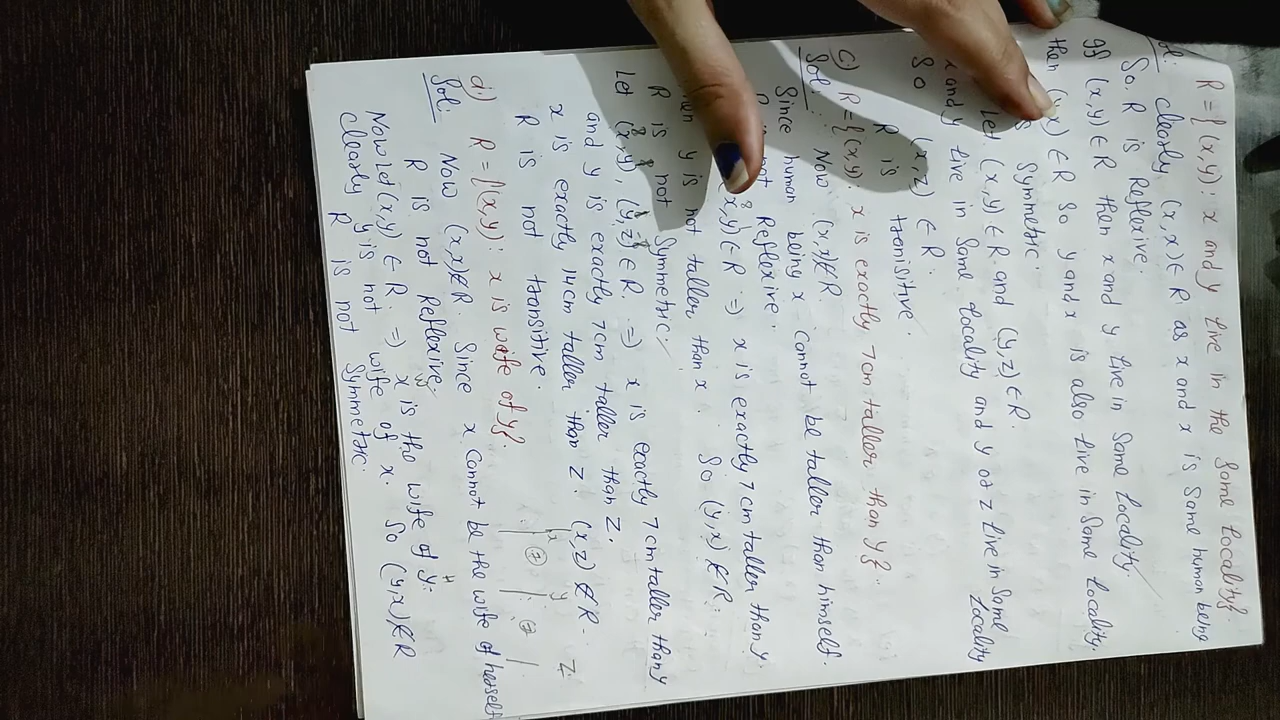 R = {(x,y) : x and y live in the same locality}
Sol: Clearly (x,x) ∈ R as x and x is same human being
So, R is Reflexive.
If (x,y) ∈ R then x and y live in same locality.
then (y,x) ∈ R So y and x is also live in same locality.
Symmetric.
Let (x,y) ∈ R and (y,z) ∈ R.
x and y live in same locality and y at z live in same
locality
So (x,z) ∈ R.
R is transitive.
c) R = {(x,y) : x is exactly 7cm taller than y}.
Sol: Now (x,x) ∉ R.
Since human being x cannot be taller than himself.
not Reflexive.
(x,y) ∈ R => x is exactly 7cm taller than y.
y is not taller than x. So (y,x) ∉ R.
R is not Symmetric.
Let (x,y), (y,z) ∈ R. => x is exactly 7cm taller than y
and y is exactly 7cm taller than z.
x is exactly 14cm taller than z. (x,z) ∉ R.
R is not transitive.
x y z
7 7
d.) R = {(x,y) : x is wife of y}.
Sol: Now (x,x) ∉ R. Since x cannot be the wife of herself
R is not Reflexive.
W H
Now Let (x,y) ∈ R. => x is the wife of y.
Clearly y is not wife of x. So (y,x) ∉ R
R is not Symmetric.